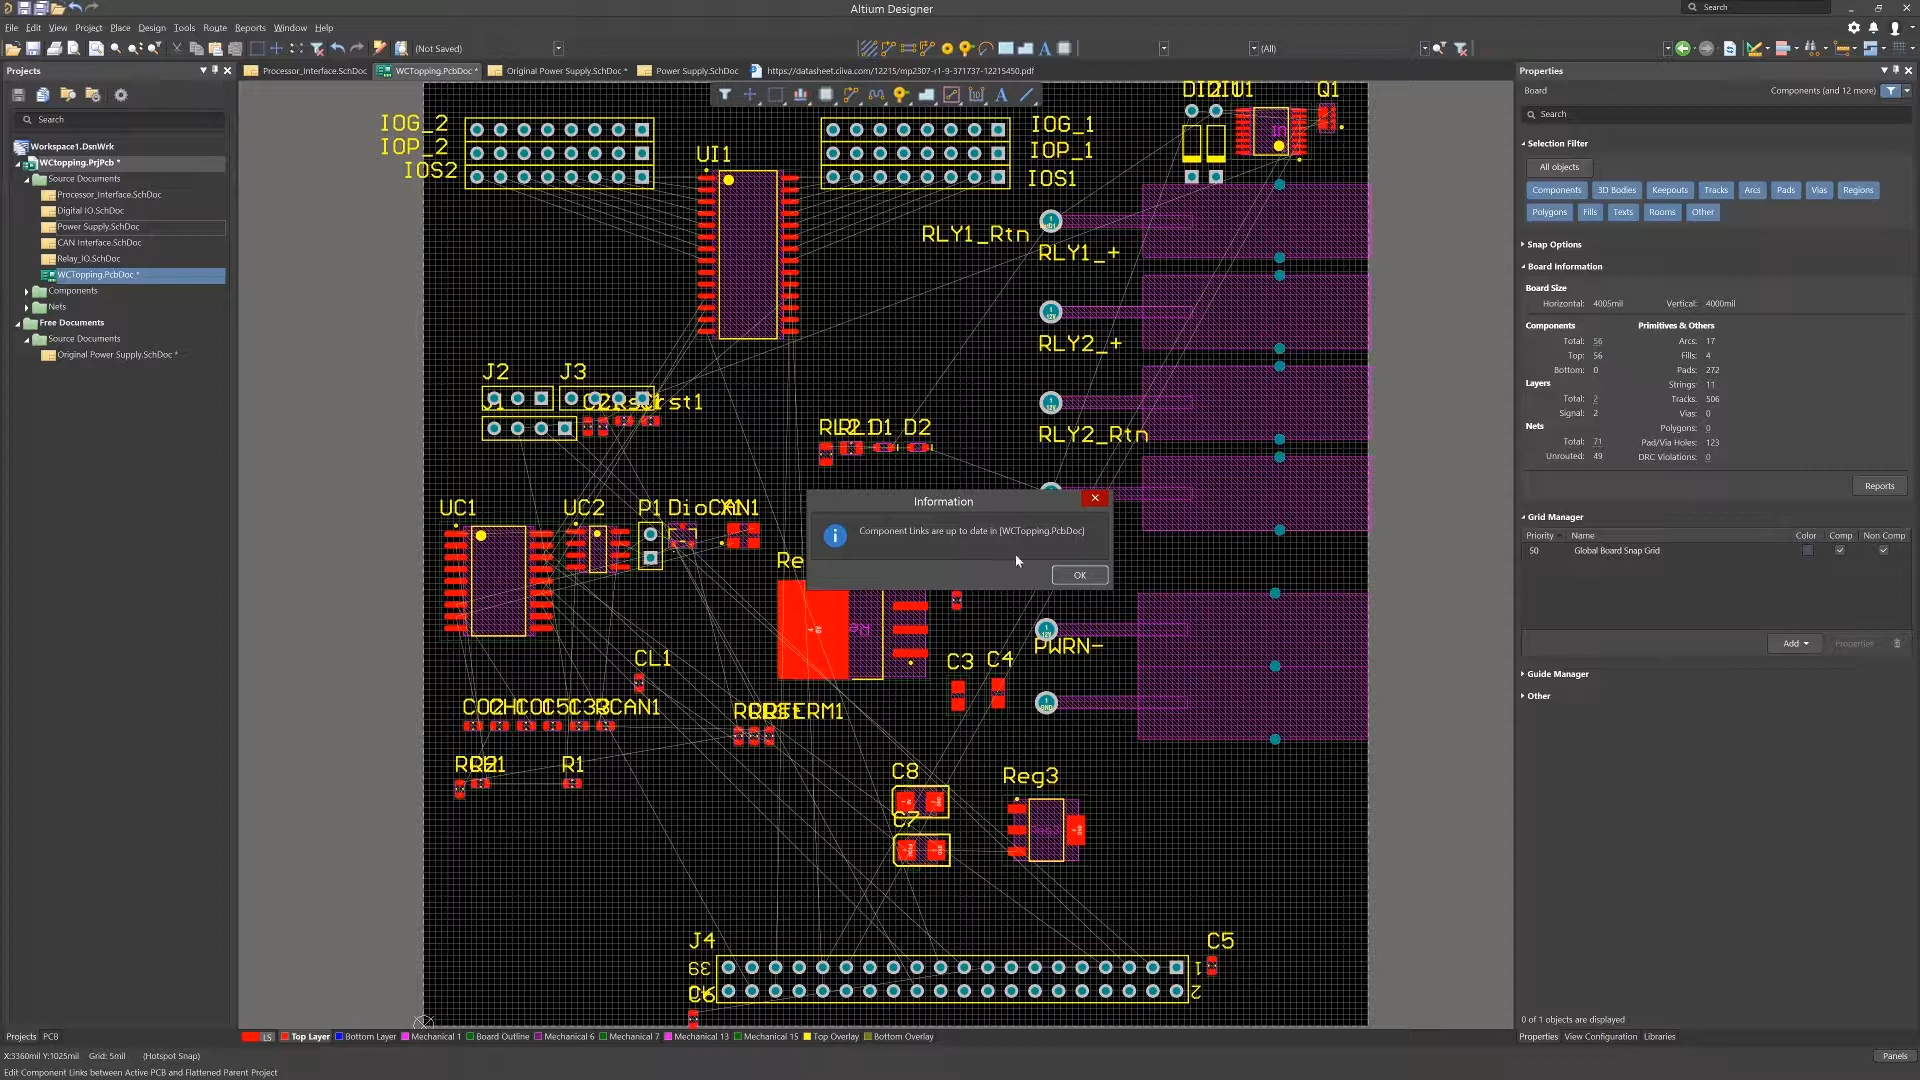 Altium Designer
Search
File Edit View Project Place Design Tools Route Reports Window Help
(Not Saved)
(All)
Projects
Processor_Interface.SchDoc
WCTopping.PcbDoc *
Original Power Supply.SchDoc *
Power Supply.SchDoc
https://datasheet.ciiva.com/12215/mp2307-r1-9-371737-12215450.pdf
Search
Workspace1.DsnWrk
WCtopping.PrjPcb *
Source Documents
Processor_Interface.SchDoc
Digital IO.SchDoc
Power Supply.SchDoc
CAN Interface.SchDoc
Relay_IO.SchDoc
WCTopping.PcbDoc *
Components
Nets
Free Documents
Source Documents
Original Power Supply.SchDoc *
IOG_2
IOP_2
IOS2
UI1
IOG_1
IOP_1
IOS1
Q1
RLY1_Rtn
RLY1_+
RLY2_+
RLY2_Rtn
J2
J3
D1
D2
UC1
UC2
P1
Information
Component Links are up to date in [WCTopping.PcbDoc]
OK
Re
CL1
C3
C4
PWRN-
R1
C8
C7
Reg3
J4
39
1
2
C5
C6
Properties
Board
Components (and 12 more)
Search
Selection Filter
All objects
Components 3D Bodies Keepouts Tracks Arcs Pads Vias Regions
Polygons Fills Texts Rooms Other
Snap Options
Board Information
Board Size
Horizontal: 4005mil Vertical: 4000mil
Components Primitives & Others
Total: 56 Arcs: 17
Top: 56 Fills: 4
Bottom: 0 Pads: 272
Layers Strings: 11
Total: 2 Tracks: 506
Signal: 2 Vias: 0
Nets Polygons: 0
Total: 71 Pad/Via Holes: 123
Unrouted: 49 DRC Violations: 0
Reports
Grid Manager
Priority Name Color Comp Non Comp
50 Global Board Snap Grid
Add Properties
Guide Manager
Other
0 of 1 objects are displayed
Projects PCB
LS Top Layer Bottom Layer Mechanical 1 Board Outline Mechanical 6 Mechanical 7 Mechanical 13 Mechanical 15 Top Overlay Bottom Overlay
Properties View Configuration Libraries
X:3360mil Y:1025mil Grid: 5mil (Hotspot Snap)
Panels
Edit Component Links between Active PCB and Flattened Parent Project